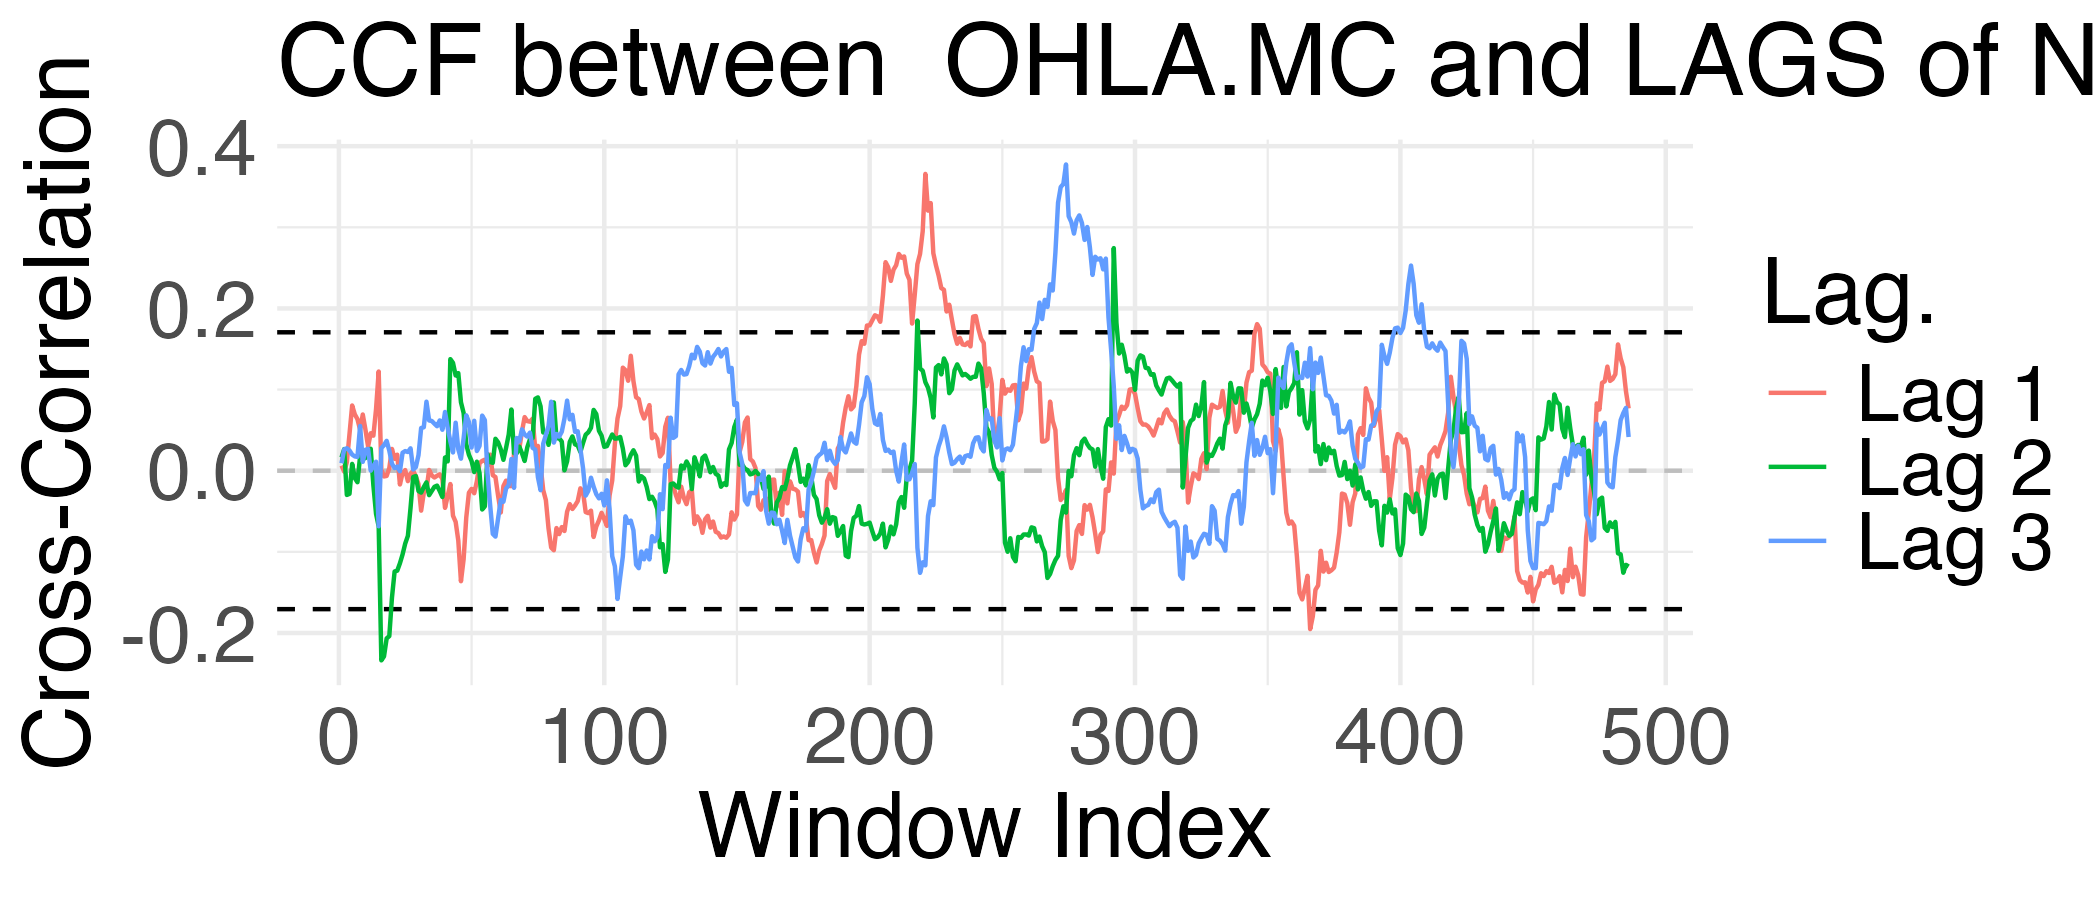 CCF between  OHLA.MC and LAGS of N
Cross-Correlation
0.4
0.2
0.0
-0.2
0
100
200
300
400
500
Window Index
Lag.
Lag 1
Lag 2
Lag 3